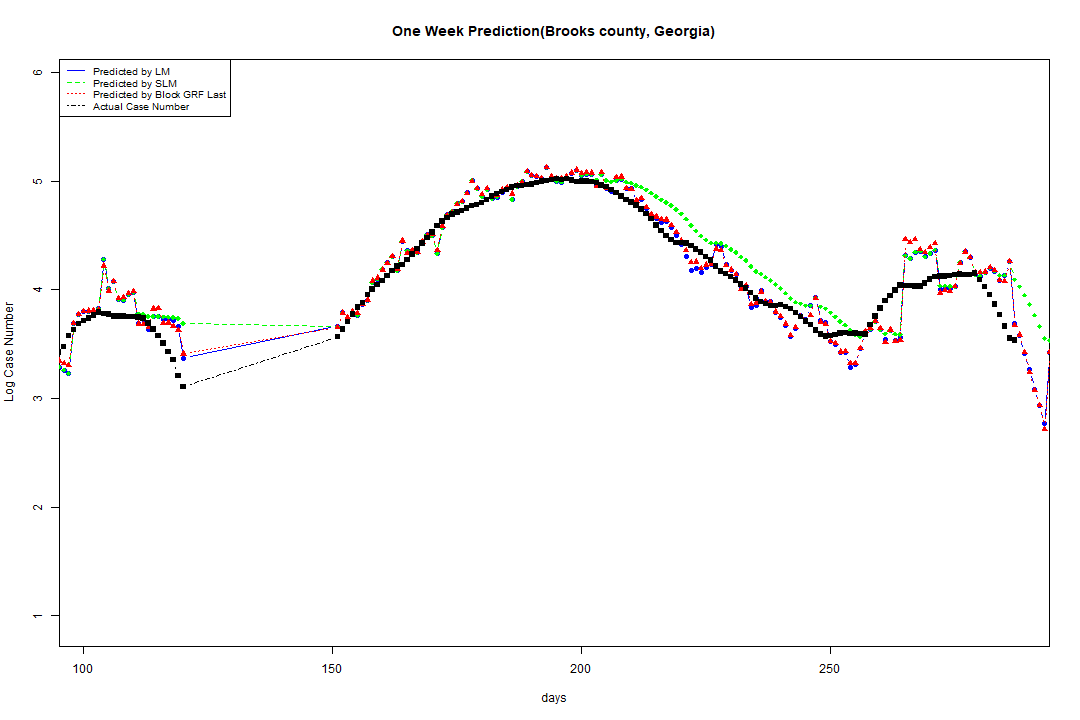 One Week Prediction(Brooks county, Georgia)
Predicted by LM
Predicted by SLM
Predicted by Block GRF Last
Actual Case Number
6
5
4
3
2
1
Log Case Number
100
150
200
250
days